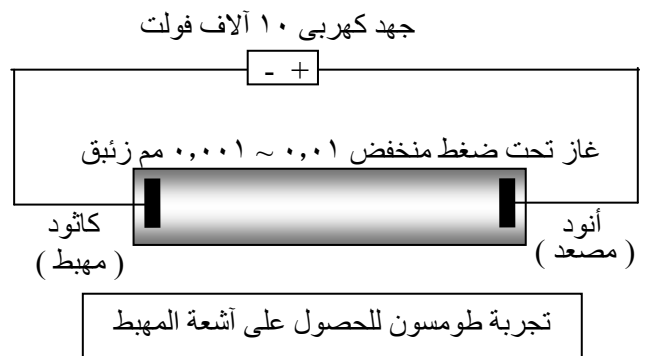 جهد كهربى ١٠ آلاف فولت
- +
غاز تحت ضغط منخفض ٠,٠١ ~ ٠,٠٠١ مم زئبق
أنود
( مصعد )
كاثود
( مهبط )
تجربة طومسون للحصول على آشعة المهبط